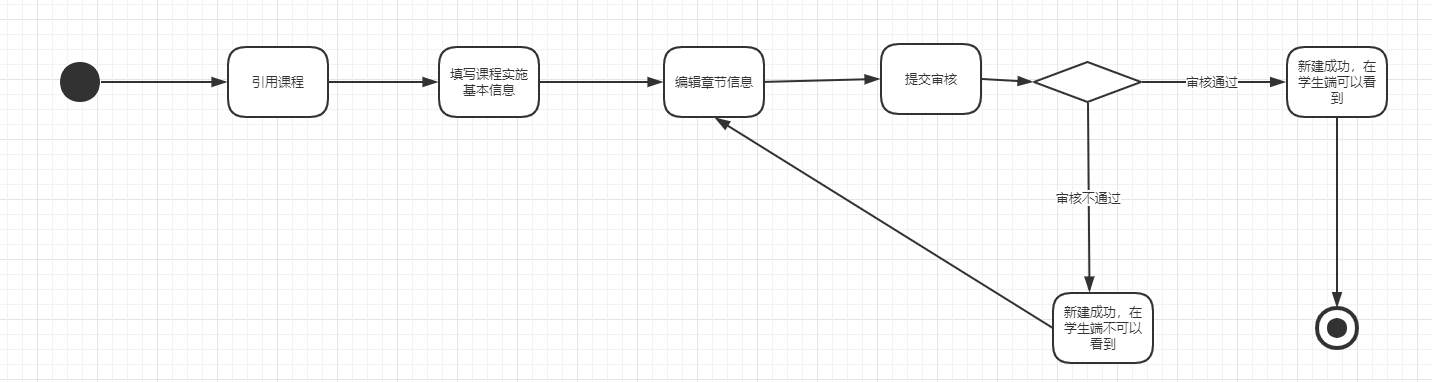 引用课程
填写课程实施
基本信息
编辑章节信息
提交审核
审核通过
新建成功，在
学生端可以看
到
审核不通过
新建成功，在
学生端不可以
看到